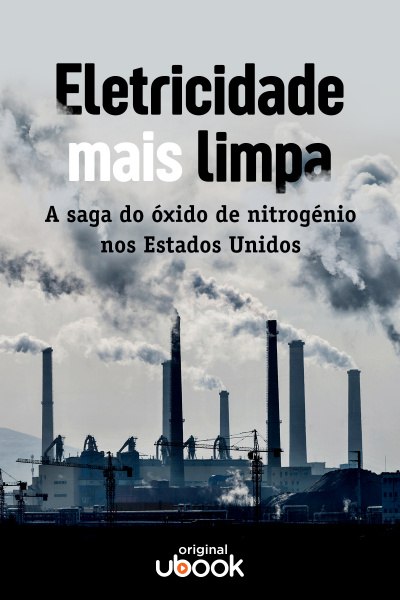 Eletricidade
mais limpa
A saga do óxido de nitrogénio
nos Estados Unidos
original
ubook